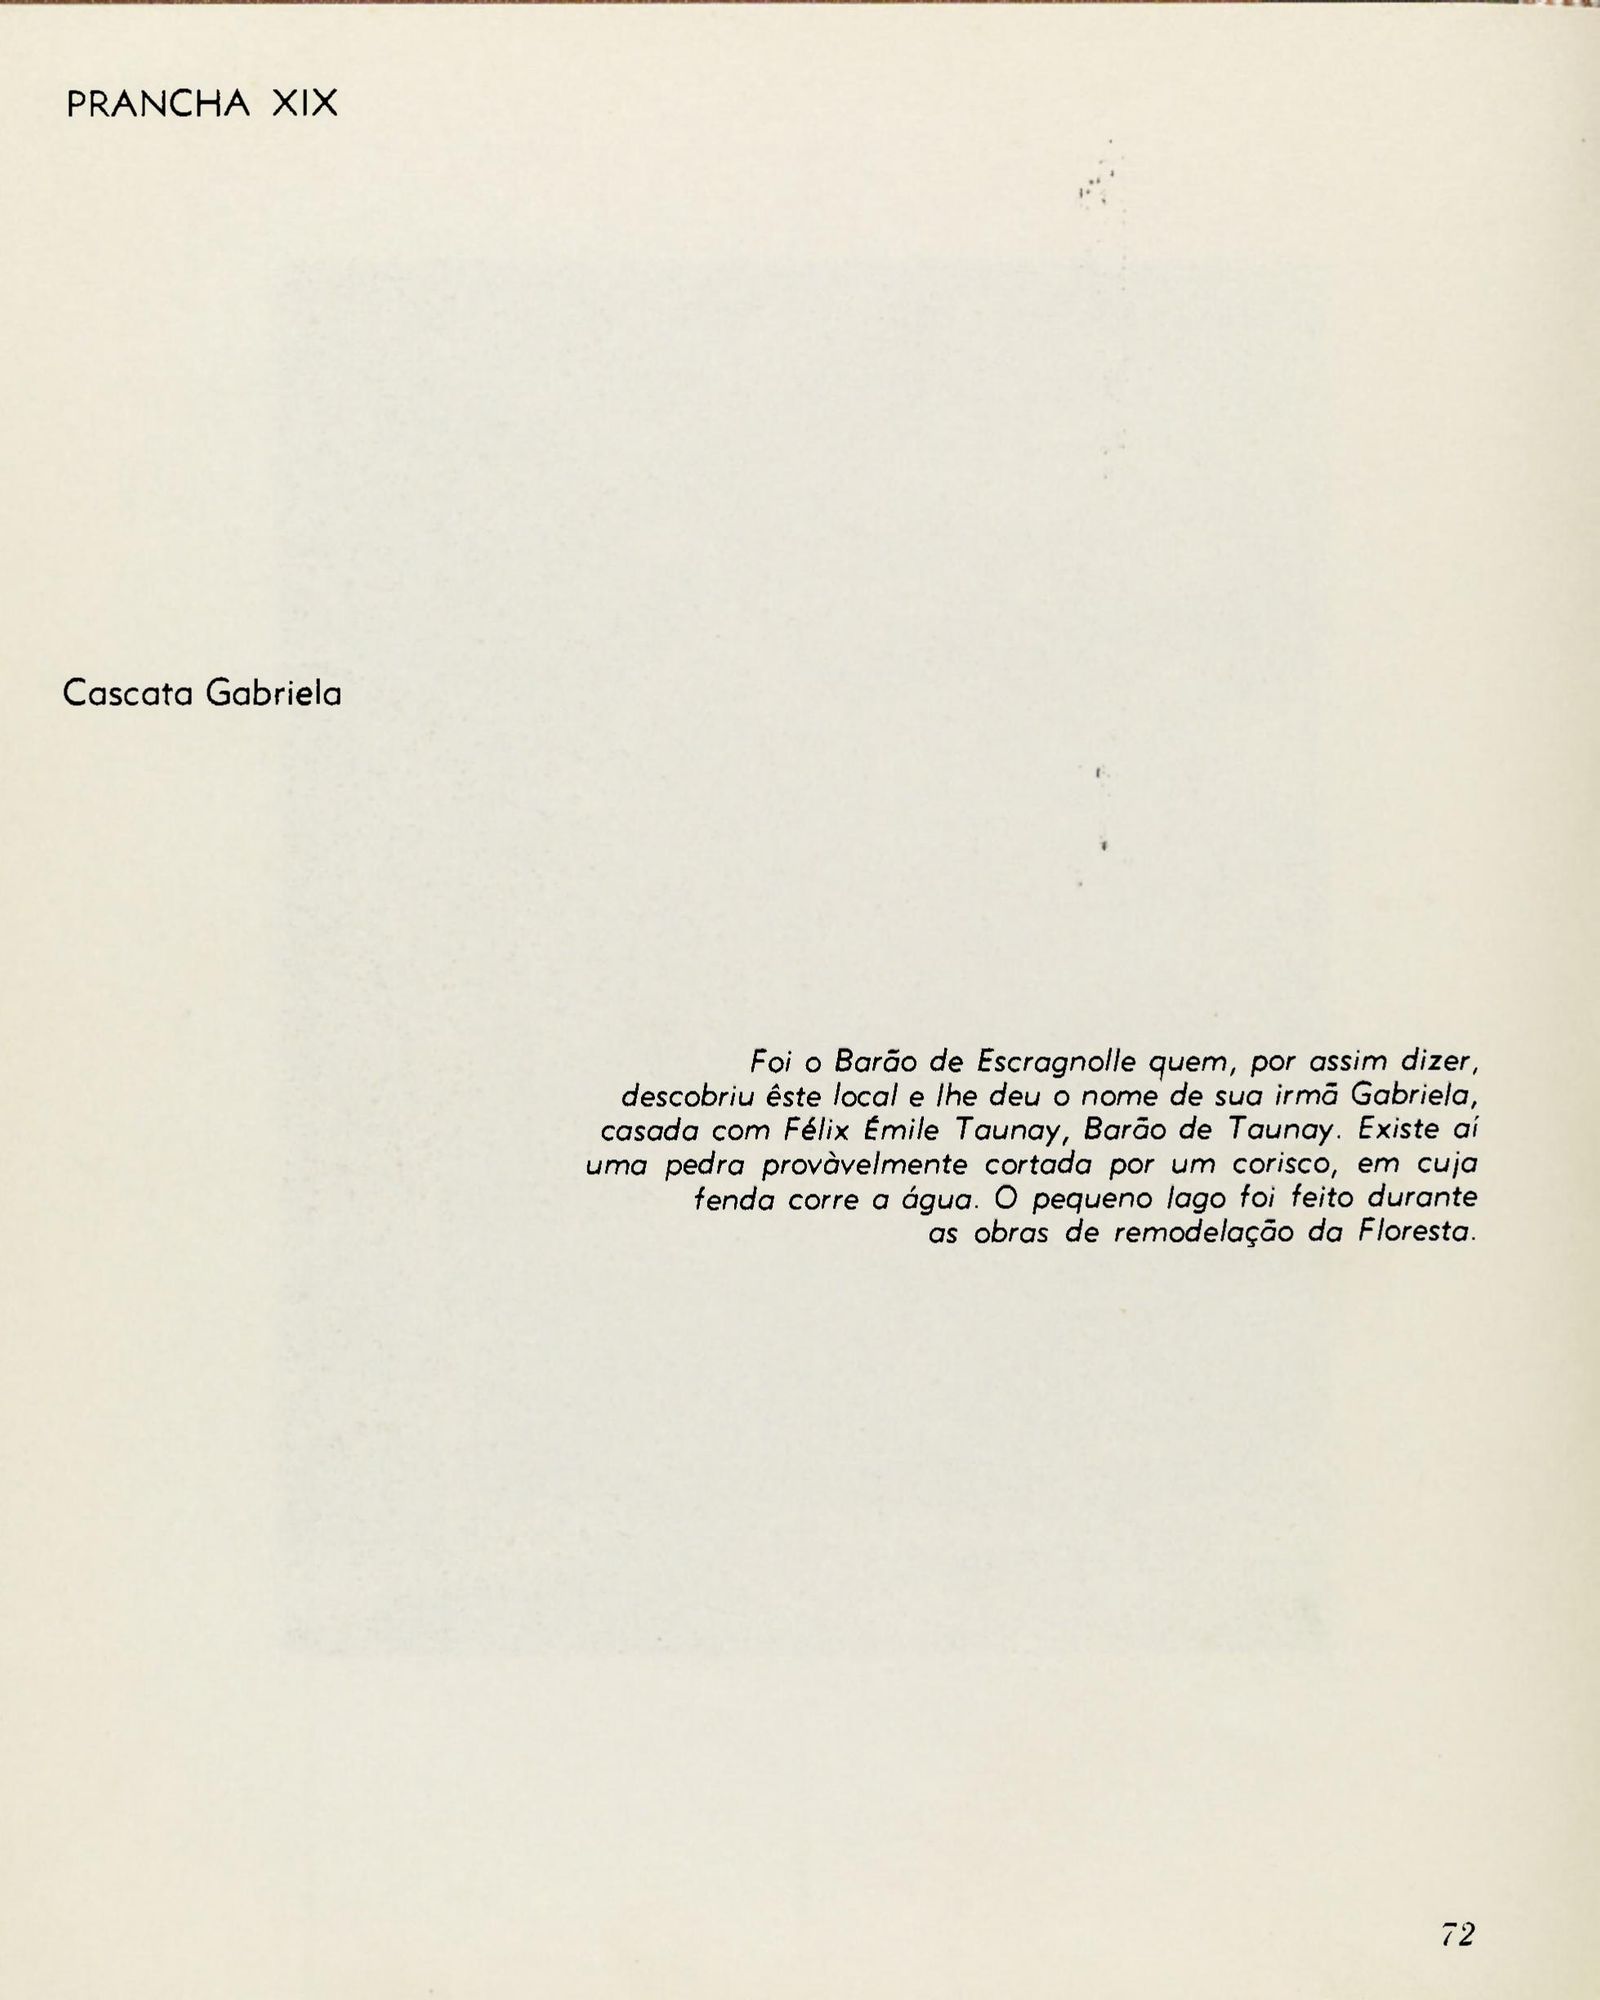 PRANCHA XIX
Cascata Gabriela
Foi o Barão de Escragnolle quem, por assim dizer,
descobriu êste local e lhe deu o nome de sua irmã Gabriela,
casada com Félix Émile Taunay, Barão de Taunay. Existe aí
uma pedra provàvelmente cortada por um corisco, em cuja
fenda corre a água. O pequeno lago foi feito durante
as obras de remodelação da Floresta.
72